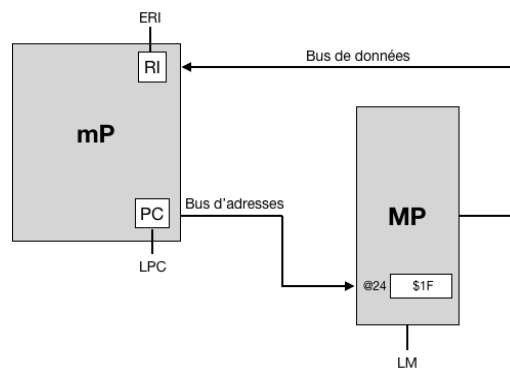 ERI
RI
Bus de données
mP
PC
Bus d'adresses
MP
LPC
@24
$1F
LM